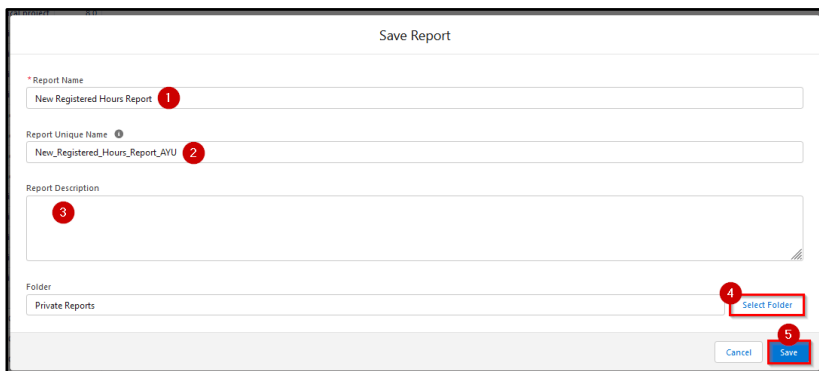 Save Report
* Report Name
New Registered Hours Report 1
Report Unique Name
New_Registered_Hours_Report_AYU 2
Report Description
3
Folder
4
Private Reports Select Folder
5
Cancel Save